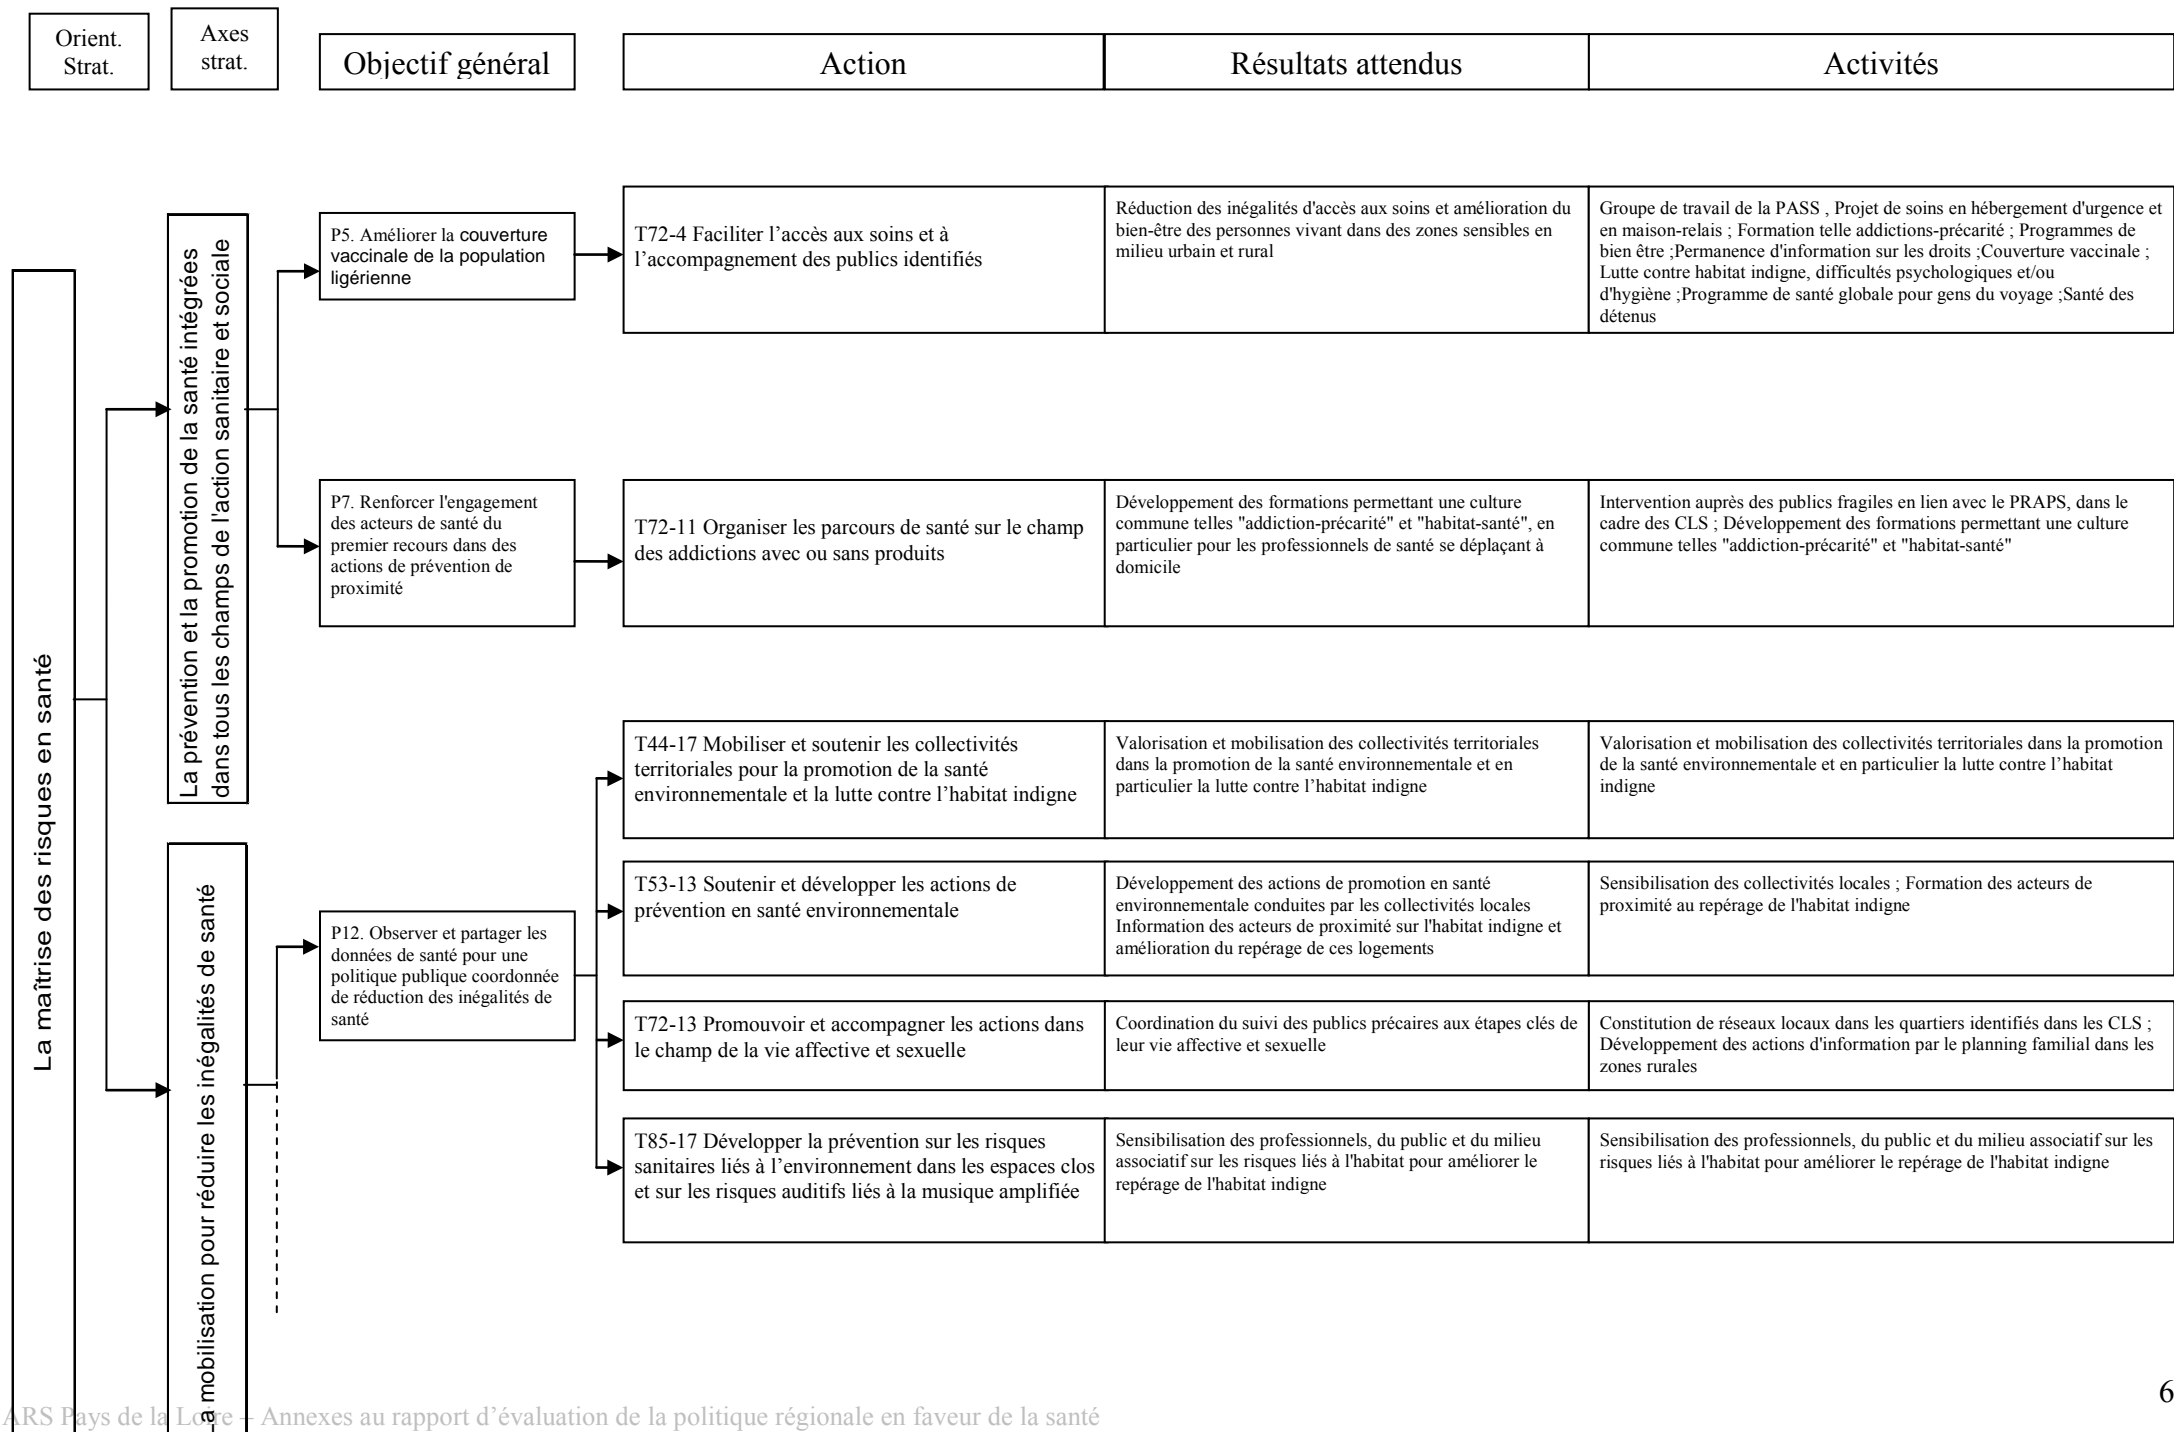 Orient.
Strat.
Axes
strat.
Objectif général
Action
Résultats attendus
Activités
La maîtrise des risques en santé
La prévention et la promotion de la santé intégrées
dans tous les champs de l'action sanitaire et sociale
P5. Améliorer la couverture
vaccinale de la population
ligérienne
T72-4 Faciliter l’accès aux soins et à
l’accompagnement des publics identifiés
Réduction des inégalités d'accès aux soins et amélioration du
bien-être des personnes vivant dans des zones sensibles en
milieu urbain et rural
Groupe de travail de la PASS , Projet de soins en hébergement d'urgence et
en maison-relais ; Formation telle addictions-précarité ; Programmes de
bien être ;Permanence d'information sur les droits ;Couverture vaccinale ;
Lutte contre habitat indigne, difficultés psychologiques et/ou
d'hygiène ;Programme de santé globale pour gens du voyage ;Santé des
détenus
P7. Renforcer l'engagement
des acteurs de santé du
premier recours dans des
actions de prévention de
proximité
T72-11 Organiser les parcours de santé sur le champ
des addictions avec ou sans produits
Développement des formations permettant une culture
commune telles "addiction-précarité" et "habitat-santé", en
particulier pour les professionnels de santé se déplaçant à
domicile
Intervention auprès des publics fragiles en lien avec le PRAPS, dans le
cadre des CLS ; Développement des formations permettant une culture
commune telles "addiction-précarité" et "habitat-santé"
a mobilisation pour réduire les inégalités de santé
P12. Observer et partager les
données de santé pour une
politique publique coordonnée
de réduction des inégalités de
santé
T44-17 Mobiliser et soutenir les collectivités
territoriales pour la promotion de la santé
environnementale et la lutte contre l’habitat indigne
Valorisation et mobilisation des collectivités territoriales
dans la promotion de la santé environnementale et en
particulier la lutte contre l’habitat indigne
Valorisation et mobilisation des collectivités territoriales dans la promotion
de la santé environnementale et en particulier la lutte contre l’habitat
indigne
T53-13 Soutenir et développer les actions de
prévention en santé environnementale
Développement des actions de promotion en santé
environnementale conduites par les collectivités locales
Information des acteurs de proximité sur l'habitat indigne et
amélioration du repérage de ces logements
Sensibilisation des collectivités locales ; Formation des acteurs de
proximité au repérage de l'habitat indigne
T72-13 Promouvoir et accompagner les actions dans
le champ de la vie affective et sexuelle
Coordination du suivi des publics précaires aux étapes clés de
leur vie affective et sexuelle
Constitution de réseaux locaux dans les quartiers identifiés dans les CLS ;
Développement des actions d'information par le planning familial dans les
zones rurales
T85-17 Développer la prévention sur les risques
sanitaires liés à l’environnement dans les espaces clos
et sur les risques auditifs liés à la musique amplifiée
Sensibilisation des professionnels, du public et du milieu
associatif sur les risques liés à l'habitat pour améliorer le
repérage de l'habitat indigne
Sensibilisation des professionnels, du public et du milieu associatif sur les
risques liés à l'habitat pour améliorer le repérage de l'habitat indigne
6
ARS Pays de la Loire – Annexes au rapport d’évaluation de la politique régionale en faveur de la santé